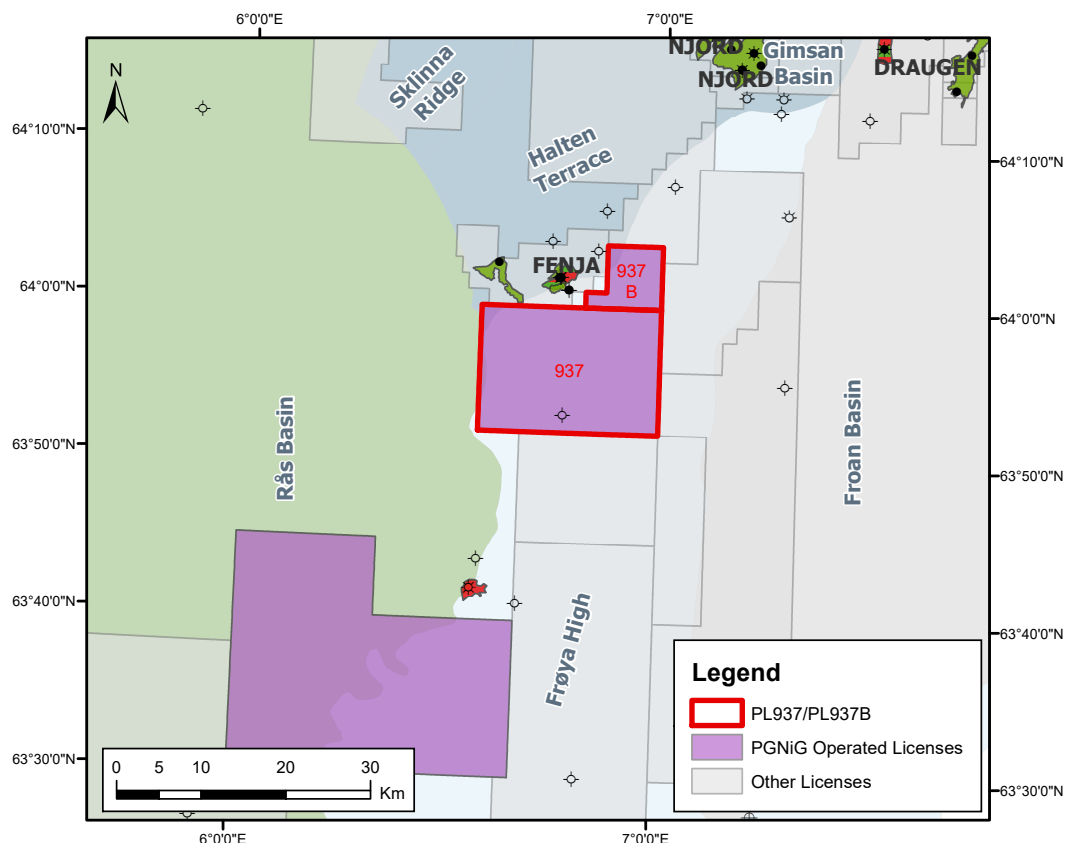 6°0'0"E
7°0'0"E
N
Sklinna
Ridge
NJORD
NJORD
Gimsan
Basin
DRAUGEN
64°10'0"N
64°10'0"N
Halten
Terrace
FENJA
937
B
64°0'0"N
64°0'0"N
937
Rås Basin
Froan Basin
63°50'0"N
63°50'0"N
63°40'0"N
63°40'0"N
Frøya High
Legend
PL937/PL937B
PGNiG Operated Licenses
Other Licenses
63°30'0"N
63°30'0"N
0 5 10 20 30
Km
6°0'0"E
7°0'0"E